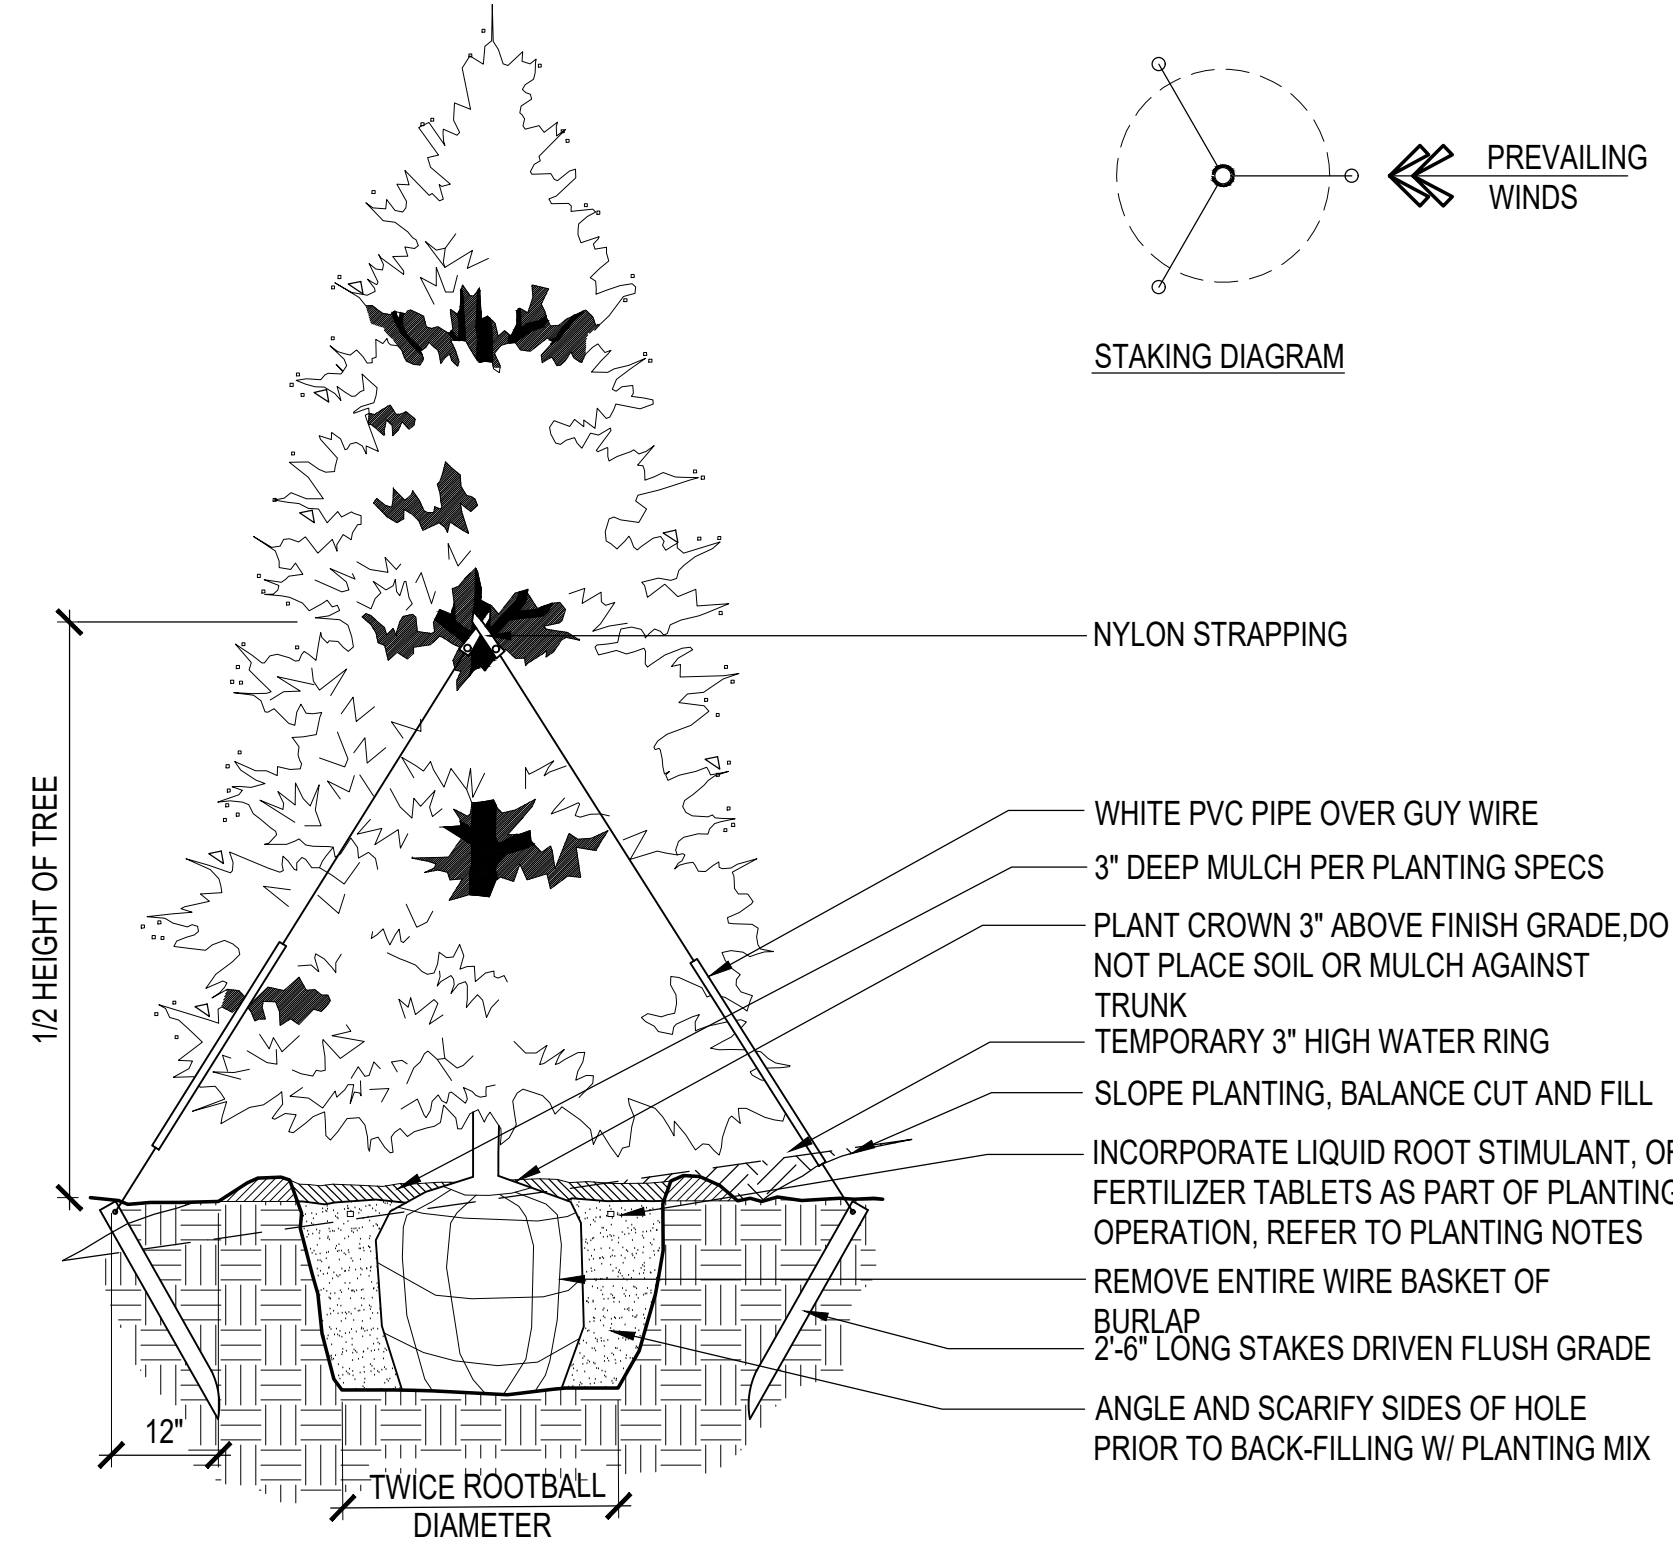 PREVAILING
WINDS
STAKING DIAGRAM
NYLON STRAPPING
1/2 HEIGHT OF TREE
WHITE PVC PIPE OVER GUY WIRE
3" DEEP MULCH PER PLANTING SPECS
PLANT CROWN 3" ABOVE FINISH GRADE,DO
NOT PLACE SOIL OR MULCH AGAINST
TRUNK
TEMPORARY 3" HIGH WATER RING
SLOPE PLANTING, BALANCE CUT AND FILL
INCORPORATE LIQUID ROOT STIMULANT,
FERTILIZER TABLETS AS PART OF PLANTING
OPERATION, REFER TO PLANTING NOTES
REMOVE ENTIRE WIRE BASKET OF
BURLAP
2'-6" LONG STAKES DRIVEN FLUSH GRADE
ANGLE AND SCARIFY SIDES OF HOLE
PRIOR TO BACK-FILLING W/ PLANTING MIX
12"
TWICE ROOTBALL
DIAMETER